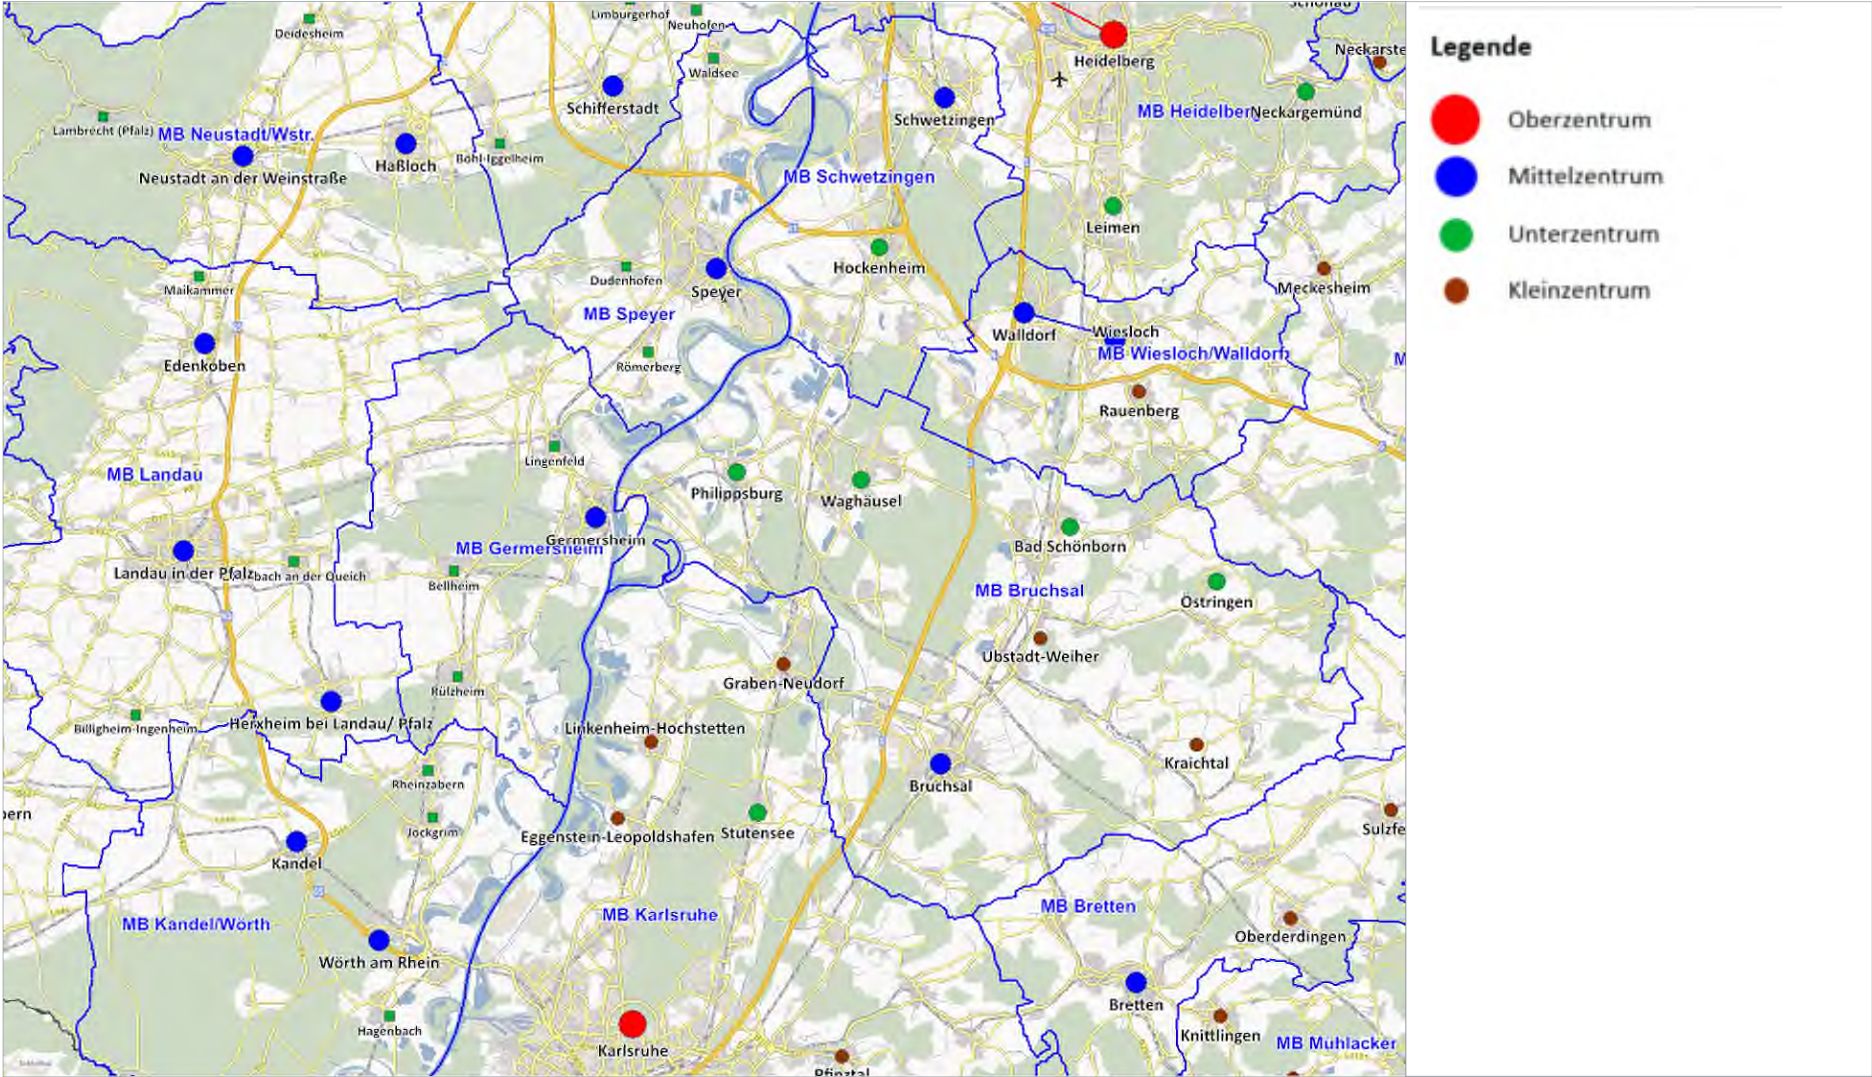 Limburgerhof
Neuhofen
Deidesheim
Waldsee
Heidelberg
Schifferstadt
Schwetzingen
MB Heidelberg
Neckargemünd
Lambrecht (Pfalz)
MB Neustadt/Wstr.
Haßloch
Böhl-Iggelheim
Neustadt an der Weinstraße
MB Schwetzingen
Leimen
Hockenheim
Dudenhofen
Speyer
Maikammer
Meckesheim
MB Speyer
Walldorf
Wiesloch
MB Wiesloch/Walldorf
Edenkoben
Römerberg
Rauenberg
Lingenfeld
MB Landau
Philippsburg
Waghäusel
Germersheim
MB Germersheim
Bad Schönborn
Landau in der Pfalz
bach an der Queich
Bellheim
MB Bruchsal
Östringen
Ubstadt-Weiher
Graben-Neudorf
Rülzheim
Herxheim bei Landau/ Pfalz
Billigheim-Ingenheim
Linkenheim-Hochstetten
Kraichtal
Rheinzabern
Bruchsal
Jockgrim
Eggenstein-Leopoldshafen
Stutensee
Kandel
MB Karlsruhe
MB Bretten
MB Kandel/Wörth
Oberderdingen
Wörth am Rhein
Bretten
Hagenbach
Knittlingen
MB Mühlacker
Karlsruhe
Pfinztal
Legende
Oberzentrum
Mittelzentrum
Unterzentrum
Kleinzentrum